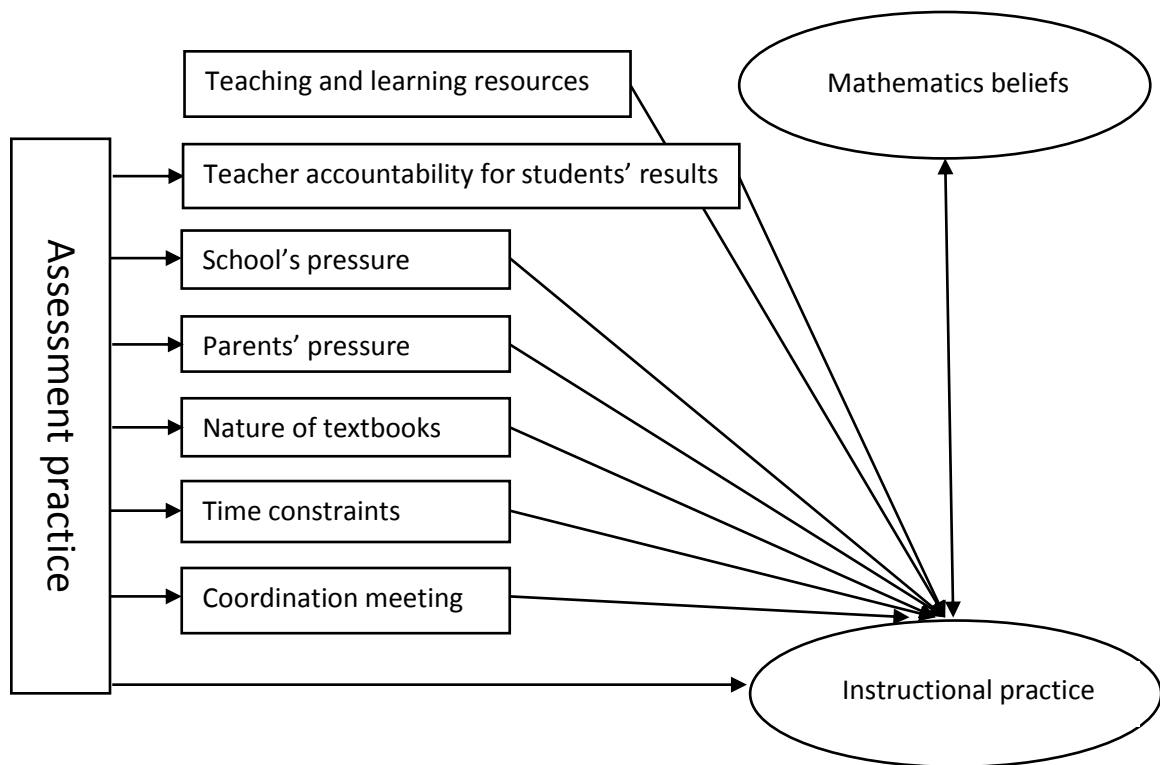 Teaching and learning resources
Mathematics beliefs
Teacher accountability for students’ results
School’s pressure
Parents’ pressure
Nature of textbooks
Time constraints
Coordination meeting
Assessment practice
Instructional practice